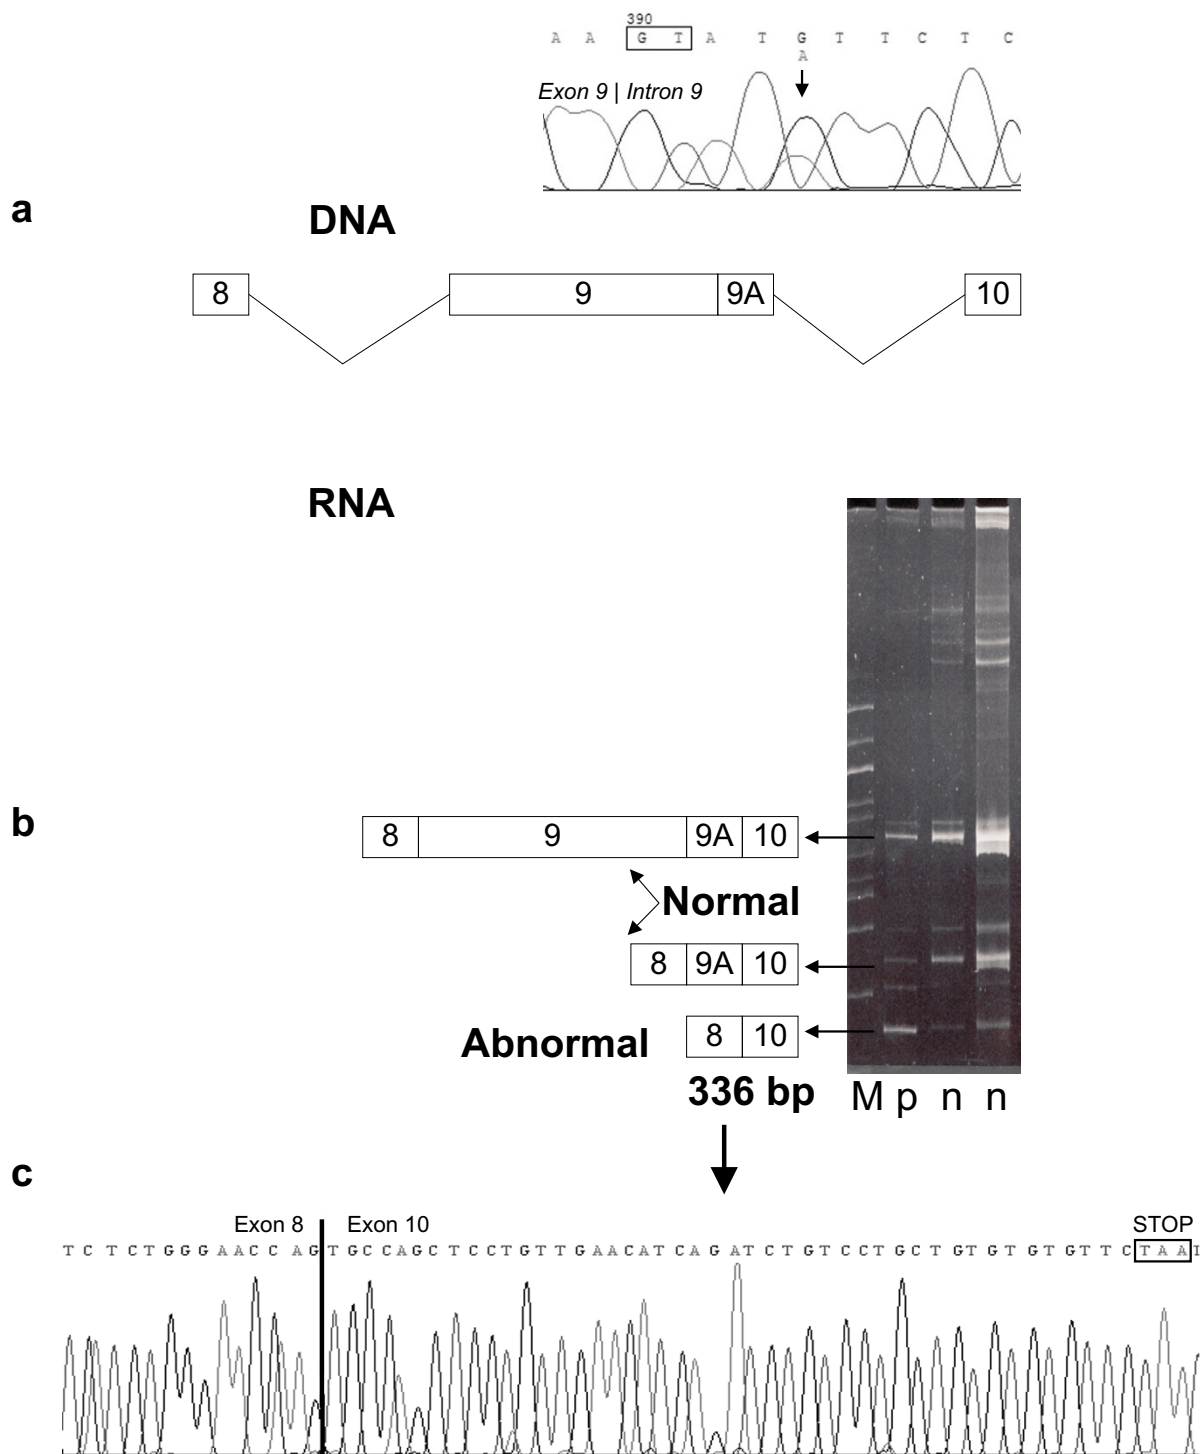 390
A A G T A T G T T C T C
A
Exon 9 | Intron 9
a
DNA
8 9 9A 10
RNA
b
8 9 9A 10
Normal
8 9A 10
Abnormal
8 10
336 bp
M p n n
c
Exon 8 Exon 10 STOP
T C T C T G G G A A C C A G T G C C A G C T C C T G T T G A A C A T C A G A T C T G T C C T G C T G T G T G T G T T C T A A T